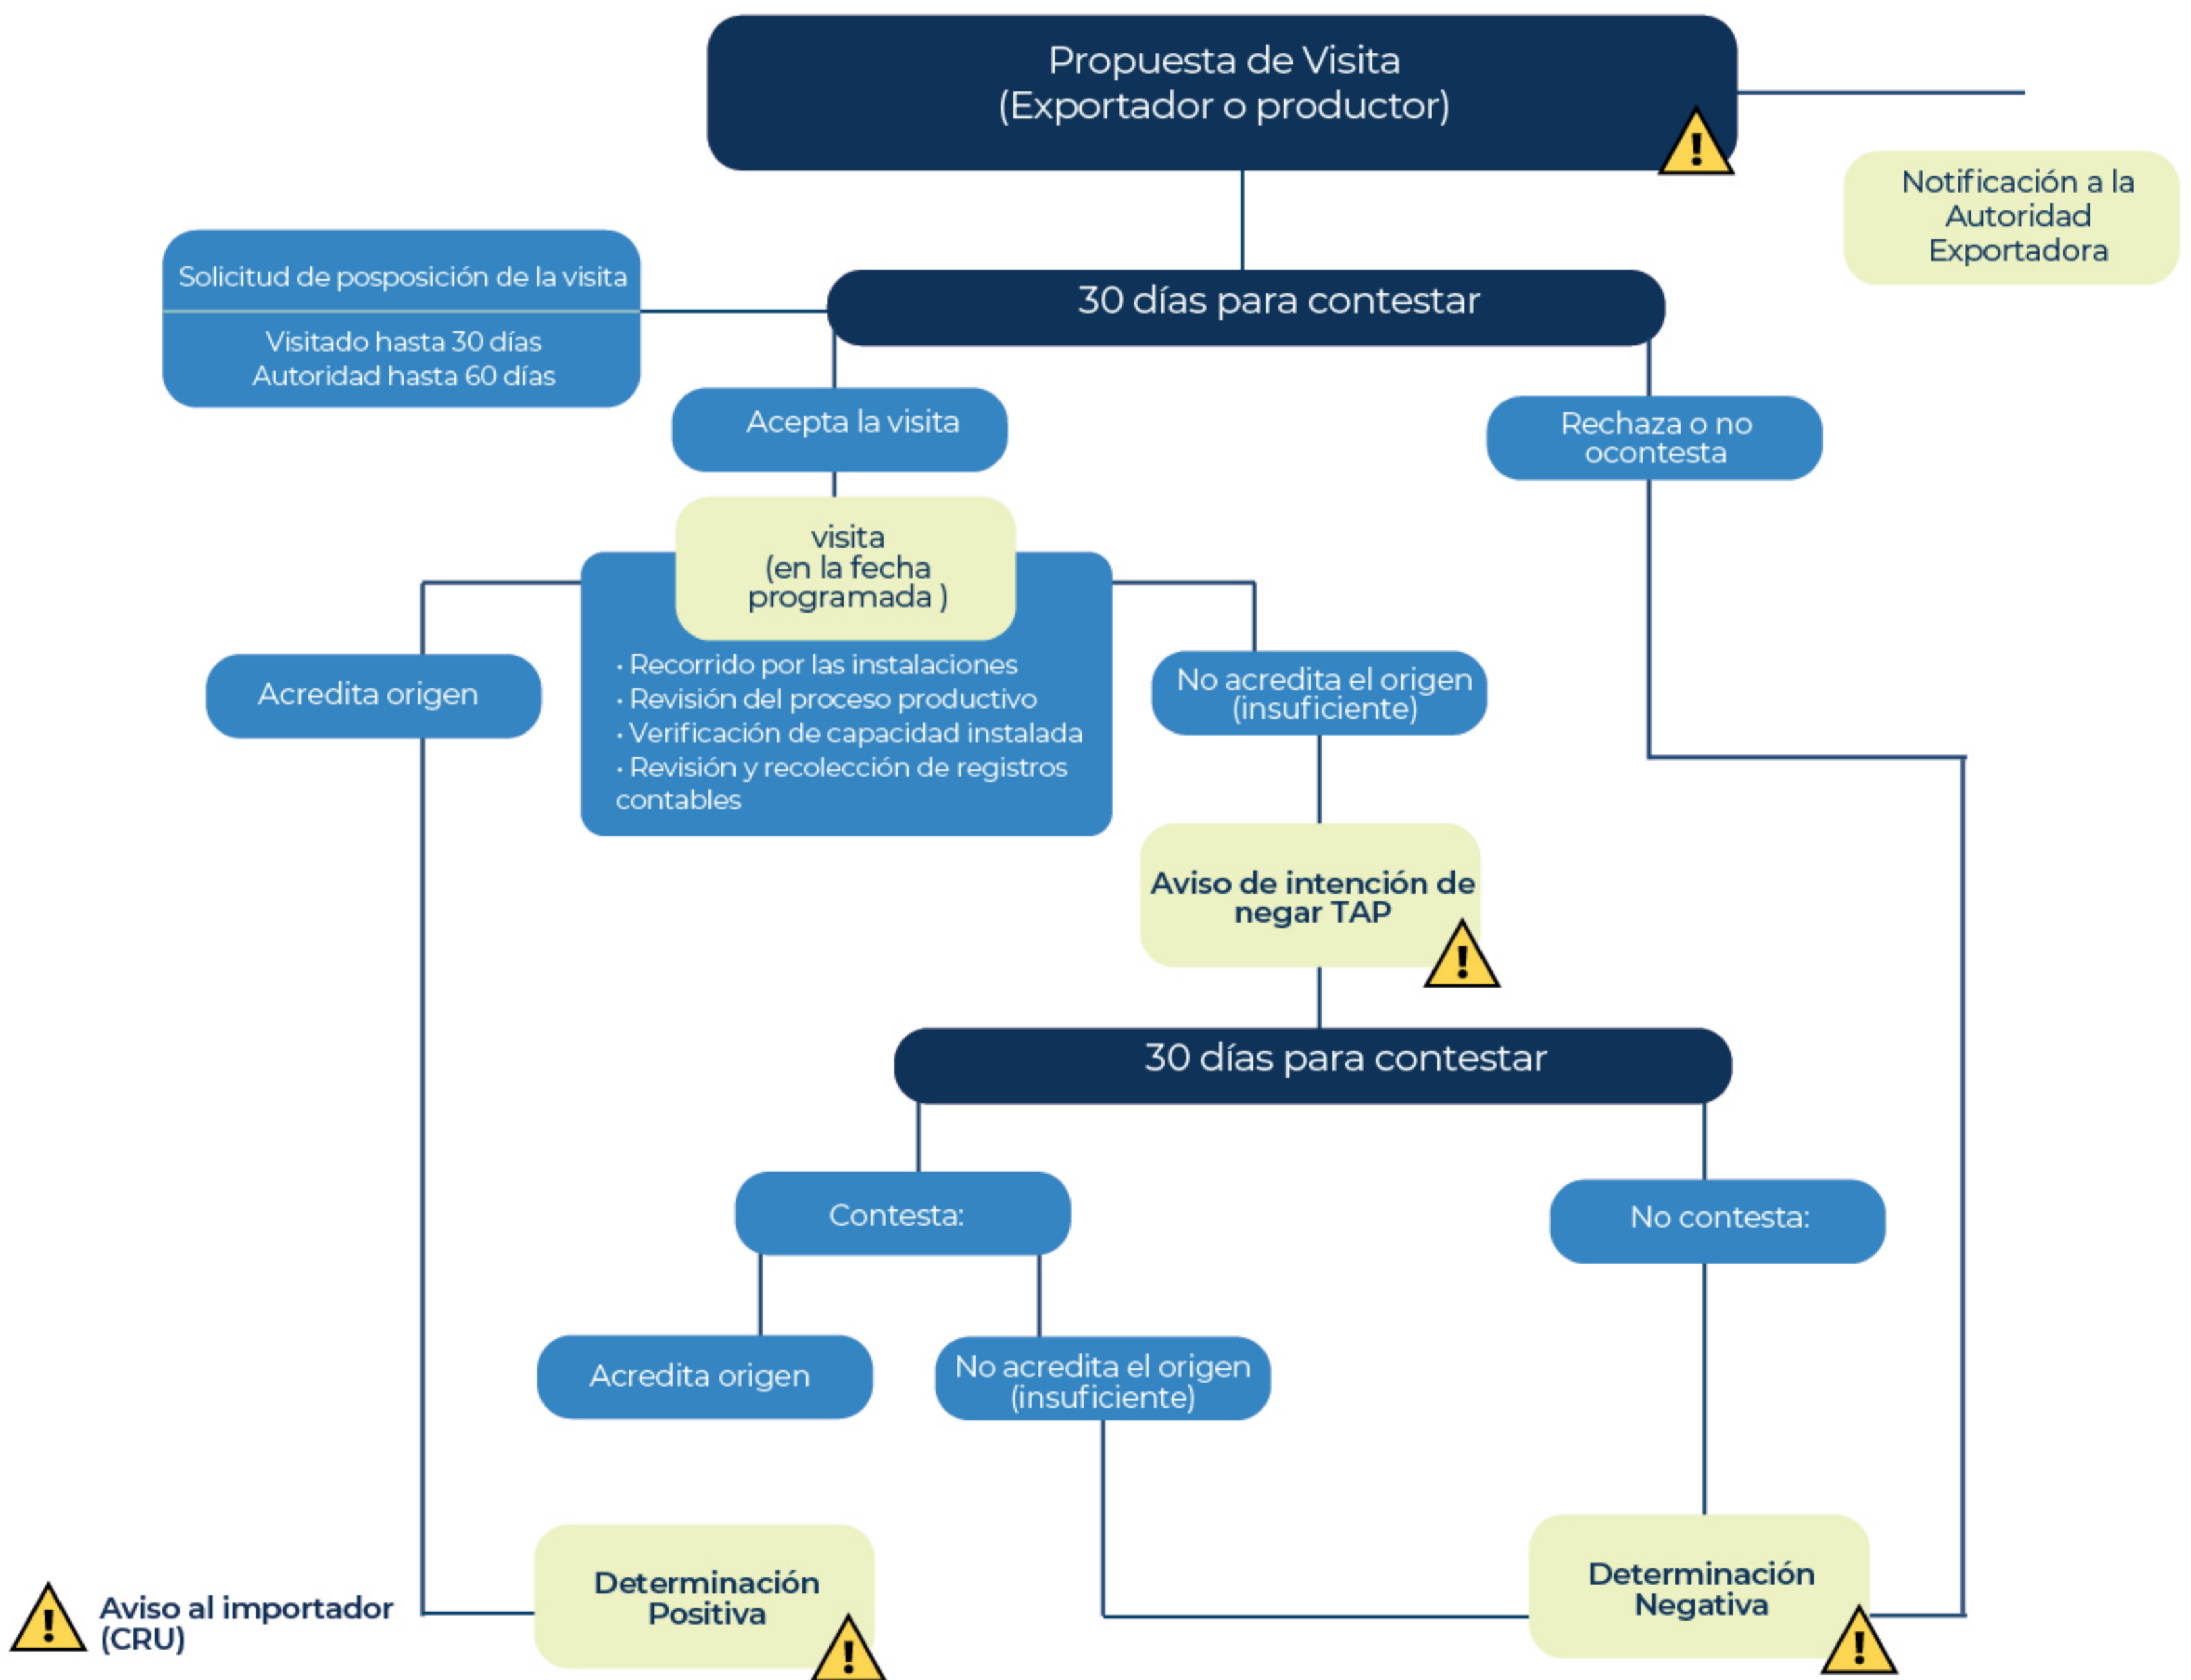 Propuesta de Visita
(Exportador o productor)
Notificación a la
Autoridad
Exportadora
Solicitud de posposición de la visita
Visitado hasta 30 días
Autoridad hasta 60 días
30 días para contestar
Acepta la visita
Rechaza o no
ocontesta
visita
(en la fecha
programada )
• Recorrido por las instalaciones
• Revisión del proceso productivo
• Verificación de capacidad instalada
• Revisión y recolección de registros
contables
Acredita origen
No acredita el origen
(insuficiente)
Aviso de intención de
negar TAP
30 días para contestar
Contesta:
No contesta:
Acredita origen
No acredita el origen
(insuficiente)
Determinación
Positiva
Determinación
Negativa
Aviso al importador
(CRU)